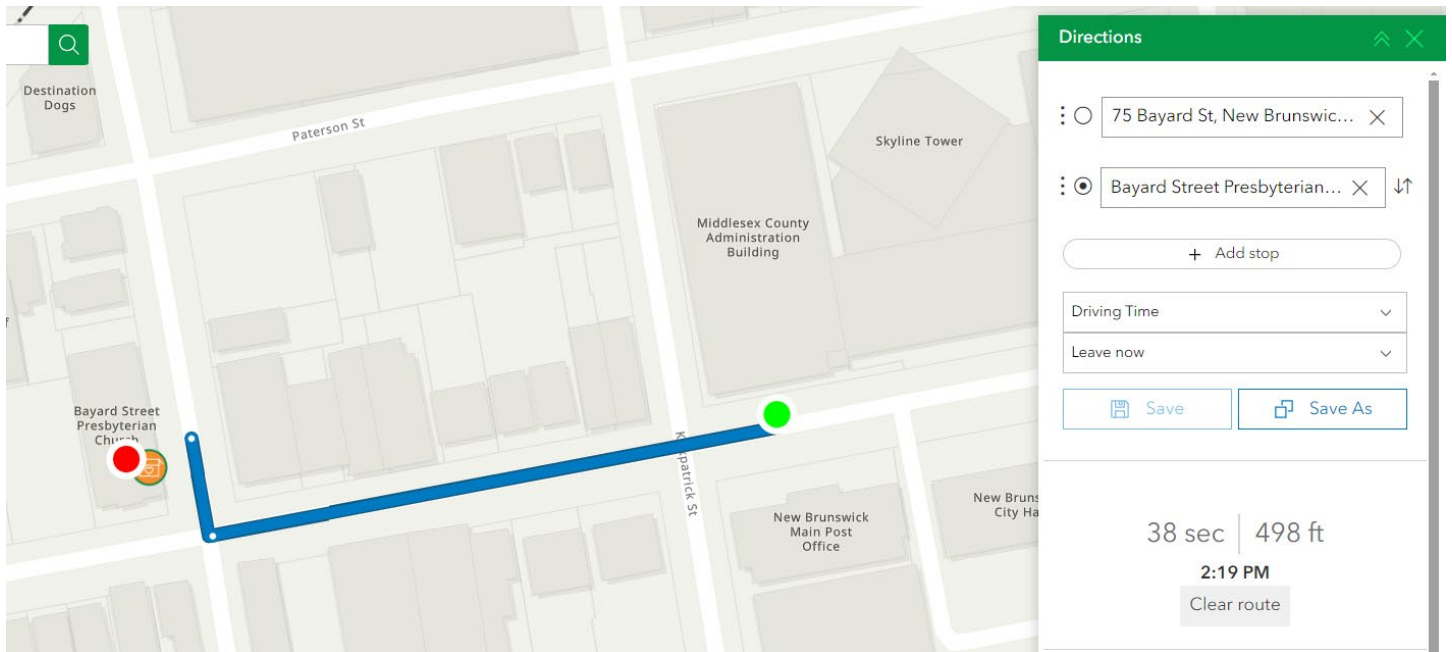 Destination
Dogs
Paterson St
Skyline Tower
Middlesex County
Administration
Building
Bayard Street
Presbyterian
Church
Kirkpatrick St
New Brunswick
Main Post
Office
New Bruns
City Ha
Directions
75 Bayard St, New Brunswic...
Bayard Street Presbyterian...
+ Add stop
Driving Time
Leave now
Save
Save As
38 sec
498 ft
2:19 PM
Clear route